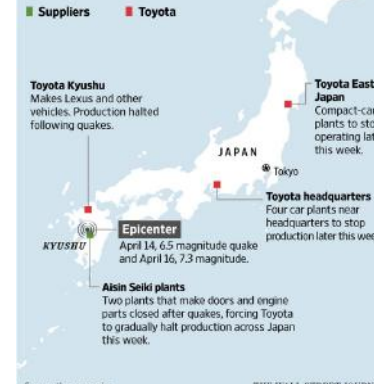 Suppliers
Toyota
Toyota Kyushu
Makes Lexus and other
vehicles. Production halted
following quakes.
Toyota East
Japan
Compact-car
plants to sto
operating lat
this week.
JAPAN
Tokyo
Toyota headquarters
Four car plants near
headquarters to stop
production later this wee
Epicenter
April 14, 6.5 magnitude quake
and April 16, 7.3 magnitude.
KYUSHU
Aisin Seiki plants
Two plants that make doors and engine
parts closed after quakes, forcing Toyota
to gradually halt production across Japan
this week.